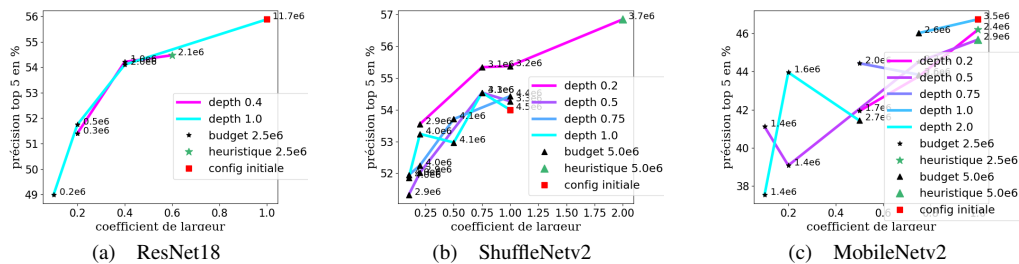 56
55
54
53
52
51
50
49
précision top 5 en %
0.2
0.4
0.6
0.8
1.0
coefficient de largeur
0.2e6
0.3e6
0.5e6
1.0e6
2.0e6
2.1e6
11.7e6
depth 0.4
depth 1.0
budget 2.5e6
heuristique 2.5e6
config initiale
(a) ResNet18
57
56
55
54
53
52
précision top 5 en %
0.25
0.50
0.75
1.00
1.25
1.50
1.75
2.00
coefficient de largeur
2.9e6
4.0e6
4.0e6
2.9e6
4.1e6
4.1e6
3.1e6
3.2e6
3.7e6
depth 0.2
depth 0.5
depth 0.75
depth 1.0
budget 5.0e6
heuristique 5.0e6
config initiale
(b) ShuffleNetv2
46
44
42
40
38
précision top 5 en %
0.2
0.4
coefficient de largeur
1.4e6
1.4e6
1.4e6
1.6e6
2.0e6
1.7e6
2.7e6
2.6e6
3.5e6
2.4e6
2.9e6
depth 0.2
depth 0.5
depth 0.75
depth 1.0
depth 2.0
budget 2.5e6
heuristique 2.5e6
budget 5.0e6
heuristique 5.0e6
config initiale
(c) MobileNetv2